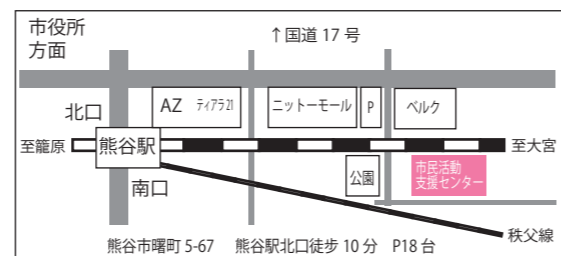 市役所
方面
↑国道 17 号
北口
AZ ティアラ21
ニットーモール
P
ベルク
至籠原
熊谷駅
至大宮
公園
市民活動
支援センター
南口
秩父線
熊谷市曙町 5-67 熊谷駅北口徒歩 10 分 P18 台